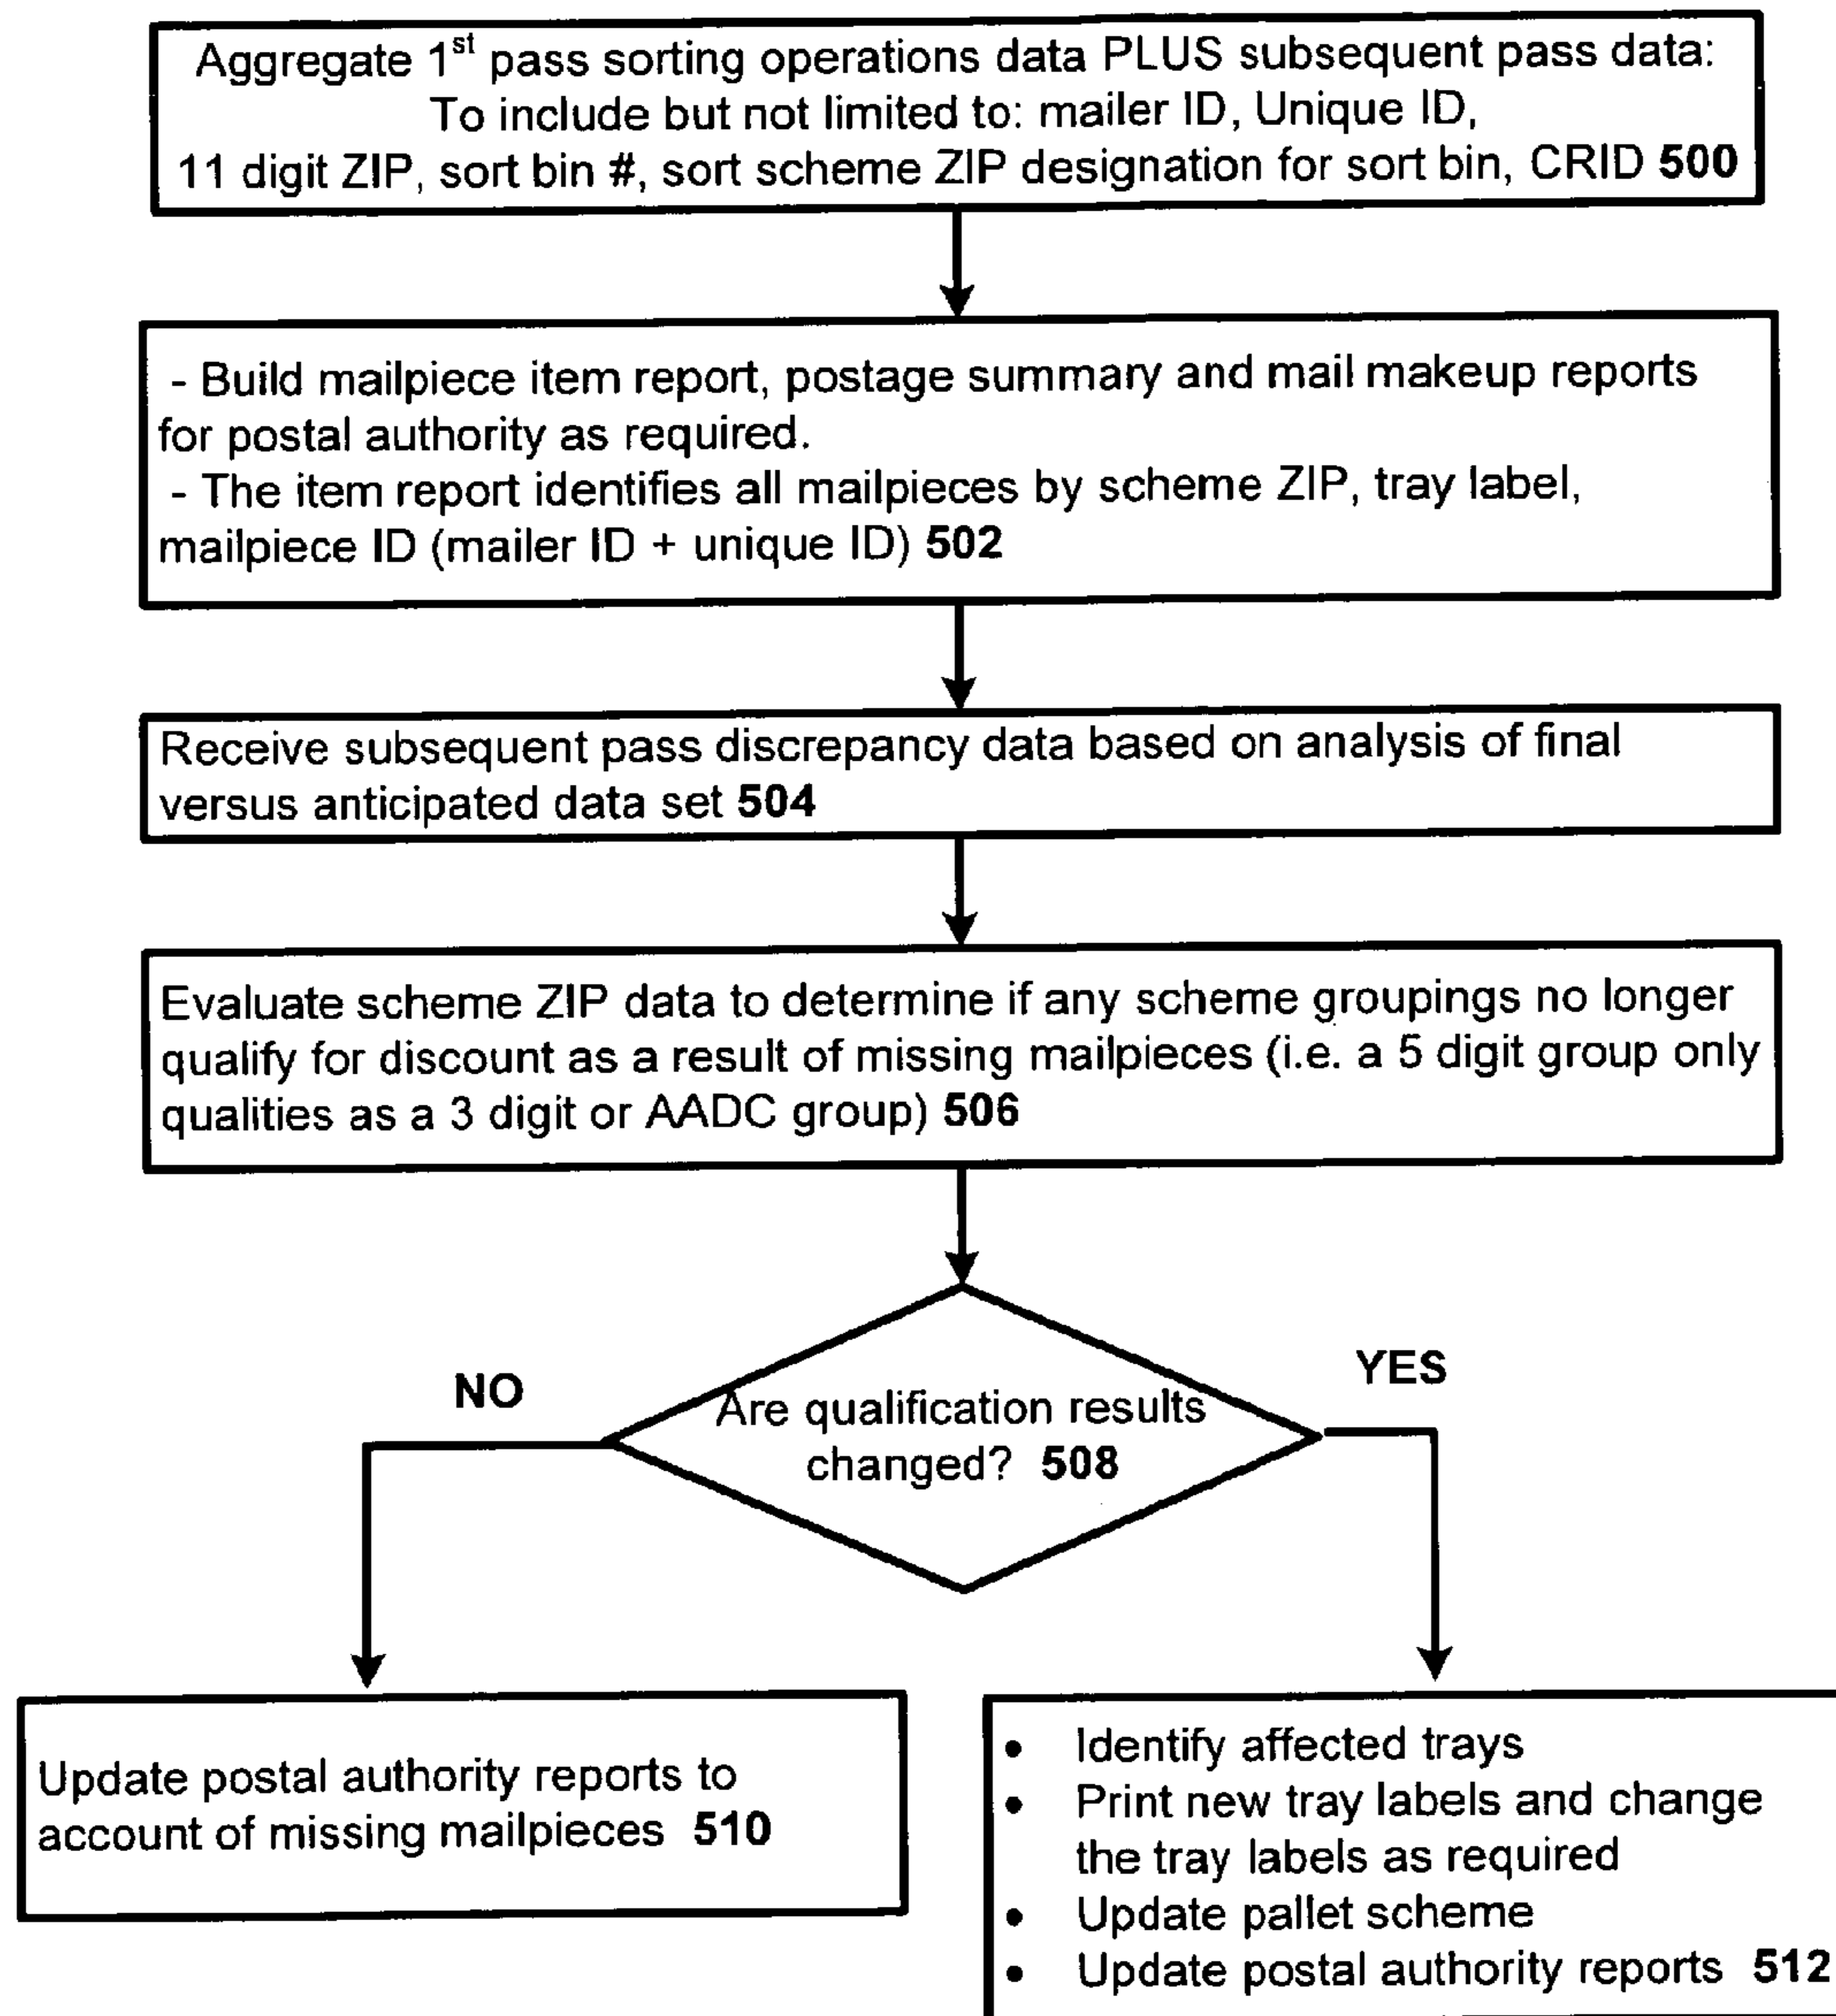 Aggregate 1st pass sorting operations data PLUS subsequent pass data:
To include but not limited to: mailer ID, Unique ID,
11 digit ZIP, sort bin #, sort scheme ZIP designation for sort bin, CRID 500
- Build mailpiece item report, postage summary and mail makeup reports
for postal authority as required.
- The item report identifies all mailpieces by scheme ZIP, tray label,
mailpiece ID (mailer ID + unique ID) 502
Receive subsequent pass discrepancy data based on analysis of final
versus anticipated data set 504
Evaluate scheme ZIP data to determine if any scheme groupings no longer
qualify for discount as a result of missing mailpieces (i.e. a 5 digit group only
qualities as a 3 digit or AADC group) 506
NO
YES
Are qualification results
changed? 508
Update postal authority reports to
account of missing mailpieces 510
• Identify affected trays
• Print new tray labels and change
the tray labels as required
• Update pallet scheme
• Update postal authority reports 512